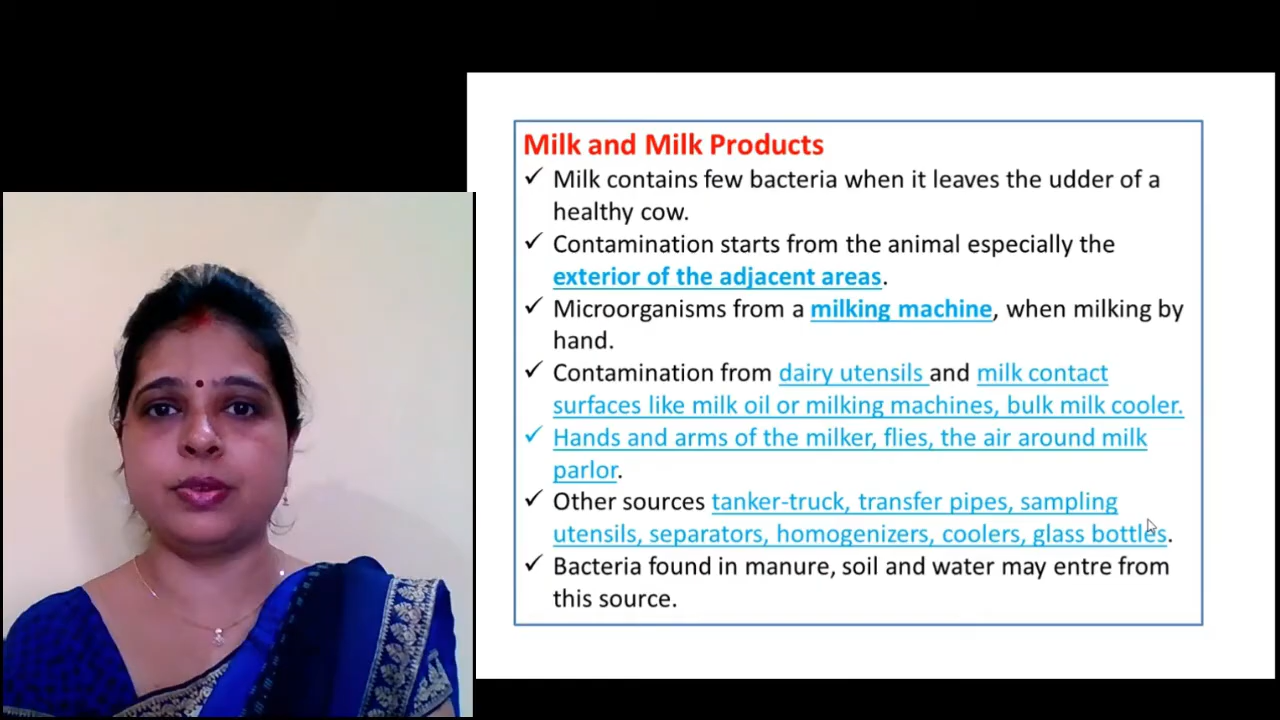 Milk and Milk Products
✓ Milk contains few bacteria when it leaves the udder of a
healthy cow.
✓ Contamination starts from the animal especially the
exterior of the adjacent areas.
✓ Microorganisms from a milking machine, when milking by
hand.
✓ Contamination from dairy utensils and milk contact
surfaces like milk oil or milking machines, bulk milk cooler.
✓ Hands and arms of the milker, flies, the air around milk
parlor.
✓ Other sources tanker-truck, transfer pipes, sampling
utensils, separators, homogenizers, coolers, glass bottles.
✓ Bacteria found in manure, soil and water may entre from
this source.